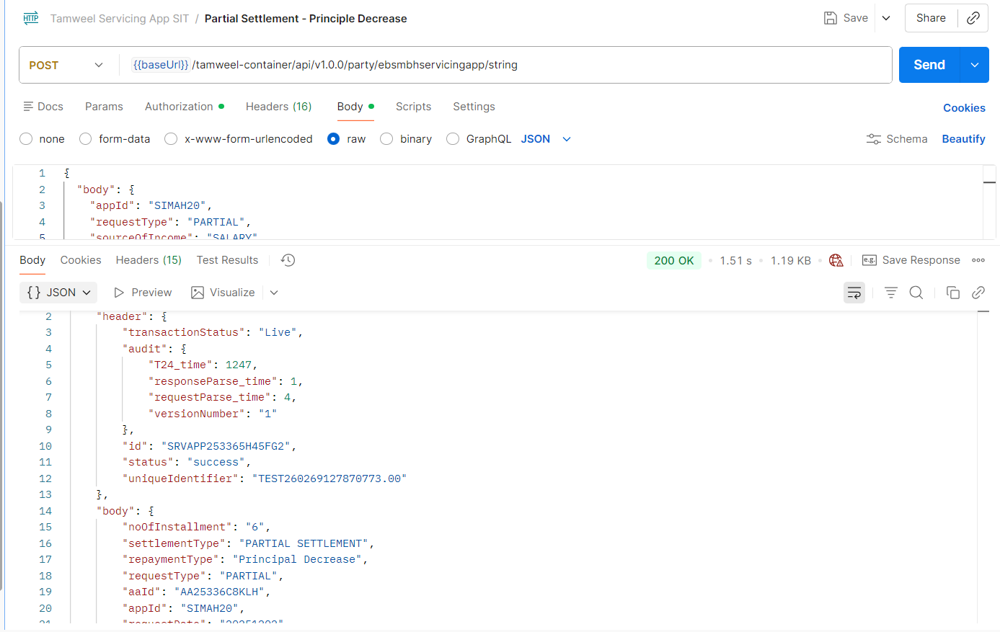 HTTP Tamweel Servicing App SIT / Partial Settlement - Principle Decrease Save Share
POST {{baseUrl}} /tamweel-container/api/v1.0.0/party/ebsmbhservicingapp/string Send
Docs Params Authorization Headers (16) Body Scripts Settings Cookies
none form-data x-www-form-urlencoded raw binary GraphQL JSON Schema Beautify
1 {
2 "body": {
3 "appId": "SIMAH20",
4 "requestType": "PARTIAL",
5 "sourceOfIncome": "SALARY"
Body Cookies Headers (15) Test Results 200 OK • 1.51 s • 1.19 KB • e.g. Save Response
{} JSON Preview Visualize
2 "header": {
3 "transactionStatus": "Live",
4 "audit": {
5 "T24_time": 1247,
6 "responseParse_time": 1,
7 "requestParse_time": 4,
8 "versionNumber": "1"
9 },
10 "id": "SRVAPP253365H45FG2",
11 "status": "success",
12 "uniqueIdentifier": "TEST260269127870773.00"
13 },
14 "body": {
15 "noOfInstallment": "6",
16 "settlementType": "PARTIAL SETTLEMENT",
17 "repaymentType": "Principal Decrease",
18 "requestType": "PARTIAL",
19 "aaId": "AA25336C8KLH",
20 "appId": "SIMAH20",
21 "requestDate": "20251202"